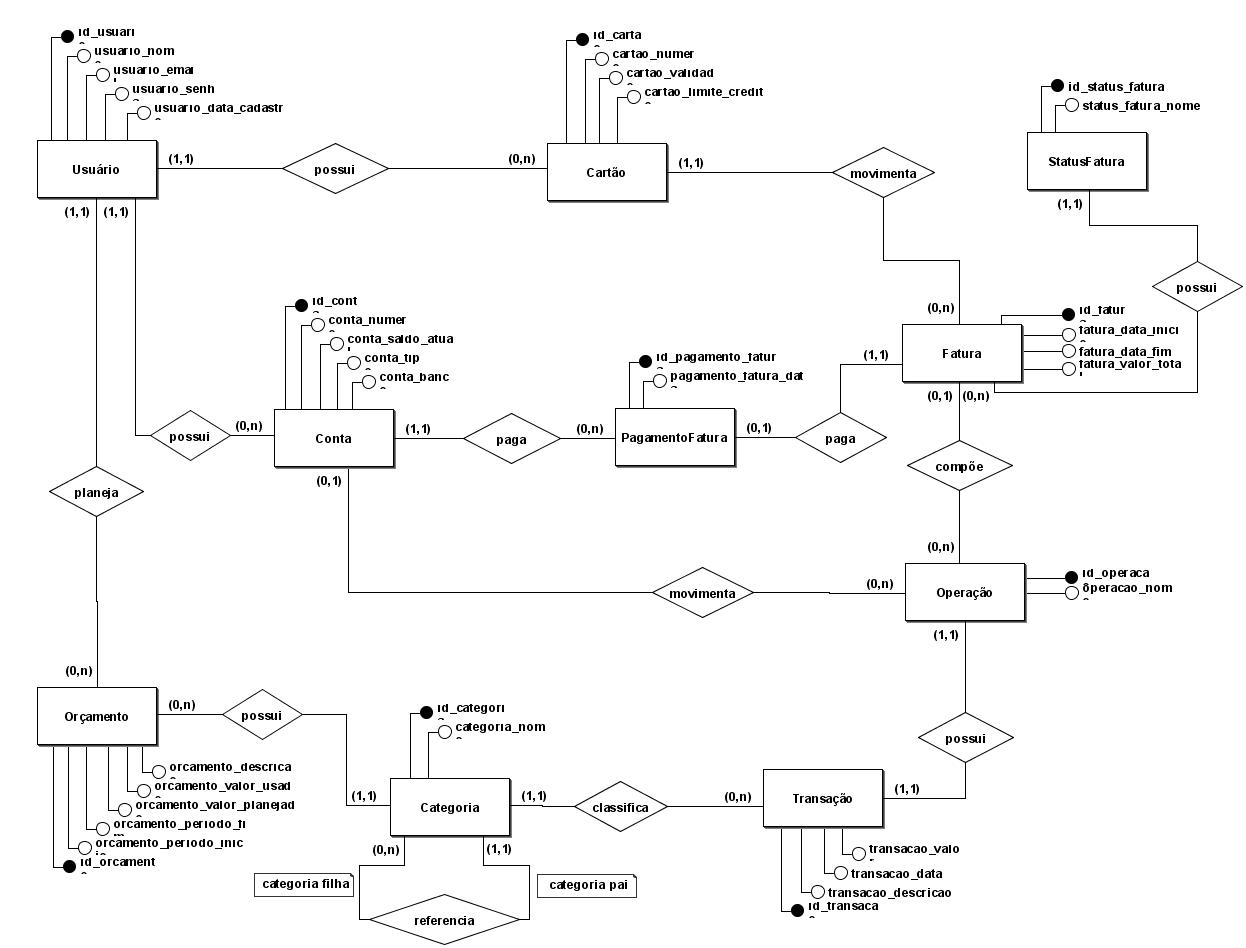 id_usuari
usuario_nom
usuario_emai
usuario_senh
usuario_data_cadastr
Usuário
(1,1)
possui
(0,n)
id_carta
cartao_numer
cartao_validad
cartao_limite_credit
Cartão
(1,1)
movimenta
id_status_fatura
status_fatura_nome
StatusFatura
(1,1)
possui
(1,1)
(1,1)
id_cont
conta_numer
conta_saldo_atua
conta_tip
conta_banc
possui
(0,n)
Conta
(1,1)
paga
(0,n)
id_pagamento_fatur
pagamento_fatura_dat
PagamentoFatura
(0,1)
paga
(1,1)
(0,n)
Fatura
id_fatur
fatura_data_inici
fatura_data_fim
fatura_valor_tota
(0,1)
(0,n)
compõe
(0,n)
planeja
(0,1)
movimenta
(0,n)
Operação
id_operaca
operacao_nom
(1,1)
possui
(0,n)
Orçamento
(0,n)
possui
(1,1)
orcamento_descrica
orcamento_valor_usad
orcamento_valor_planejad
orcamento_periodo_fi
orcamento_periodo_inic
id_orcament
id_categori
categoria_nom
Categoria
(1,1)
classifica
(0,n)
Transação
(1,1)
transacao_valo
transacao_data
transacao_descricao
id_transaca
(0,n)
(1,1)
categoria filha
categoria pai
referencia